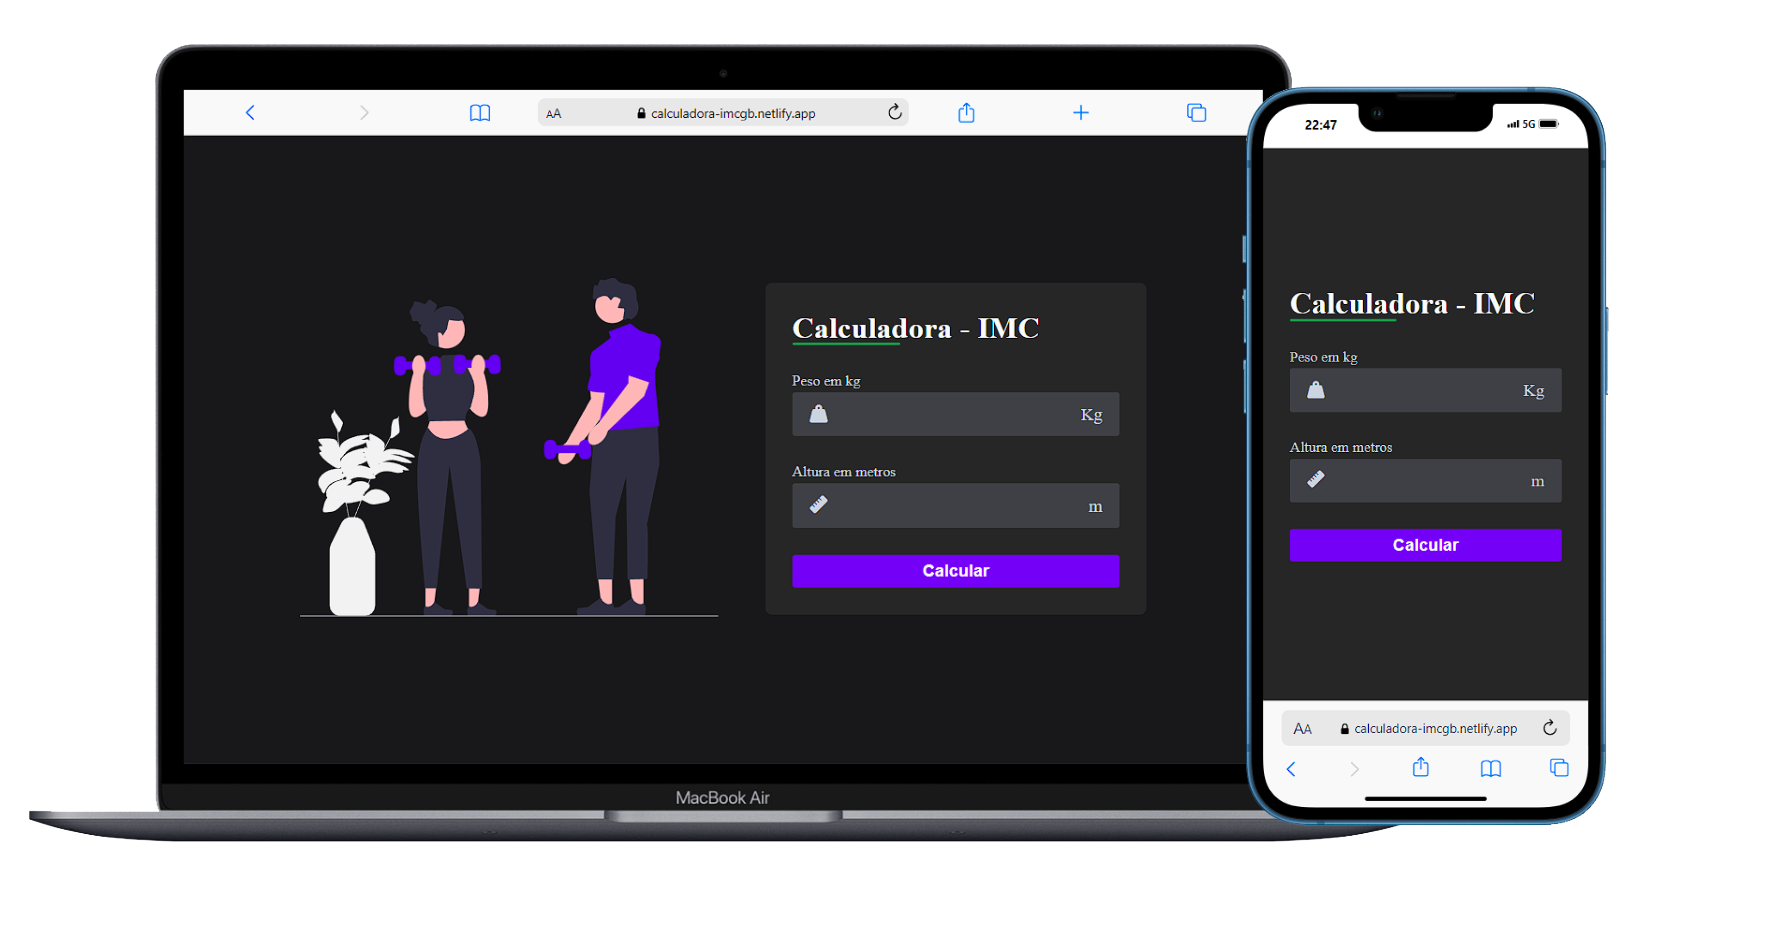 AA calculadora-imcgb.netlify.app
Calculadora - IMC
Peso em kg
Kg
Altura em metros
m
Calcular
MacBook Air
22:47 5G
Calculadora - IMC
Peso em kg
Kg
Altura em metros
m
Calcular
AA calculadora-imcgb.netlify.app